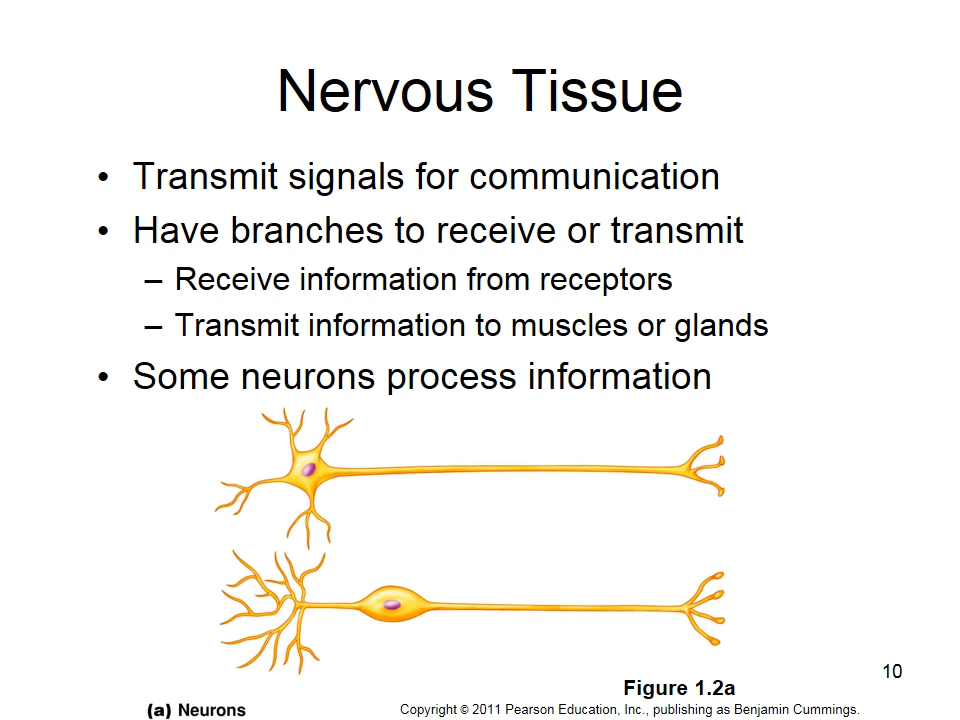 Nervous Tissue
• Transmit signals for communication
• Have branches to receive or transmit
– Receive information from receptors
– Transmit information to muscles or glands
• Some neurons process information
10
Figure 1.2a
(a) Neurons
Copyright © 2011 Pearson Education, Inc., publishing as Benjamin Cummings.